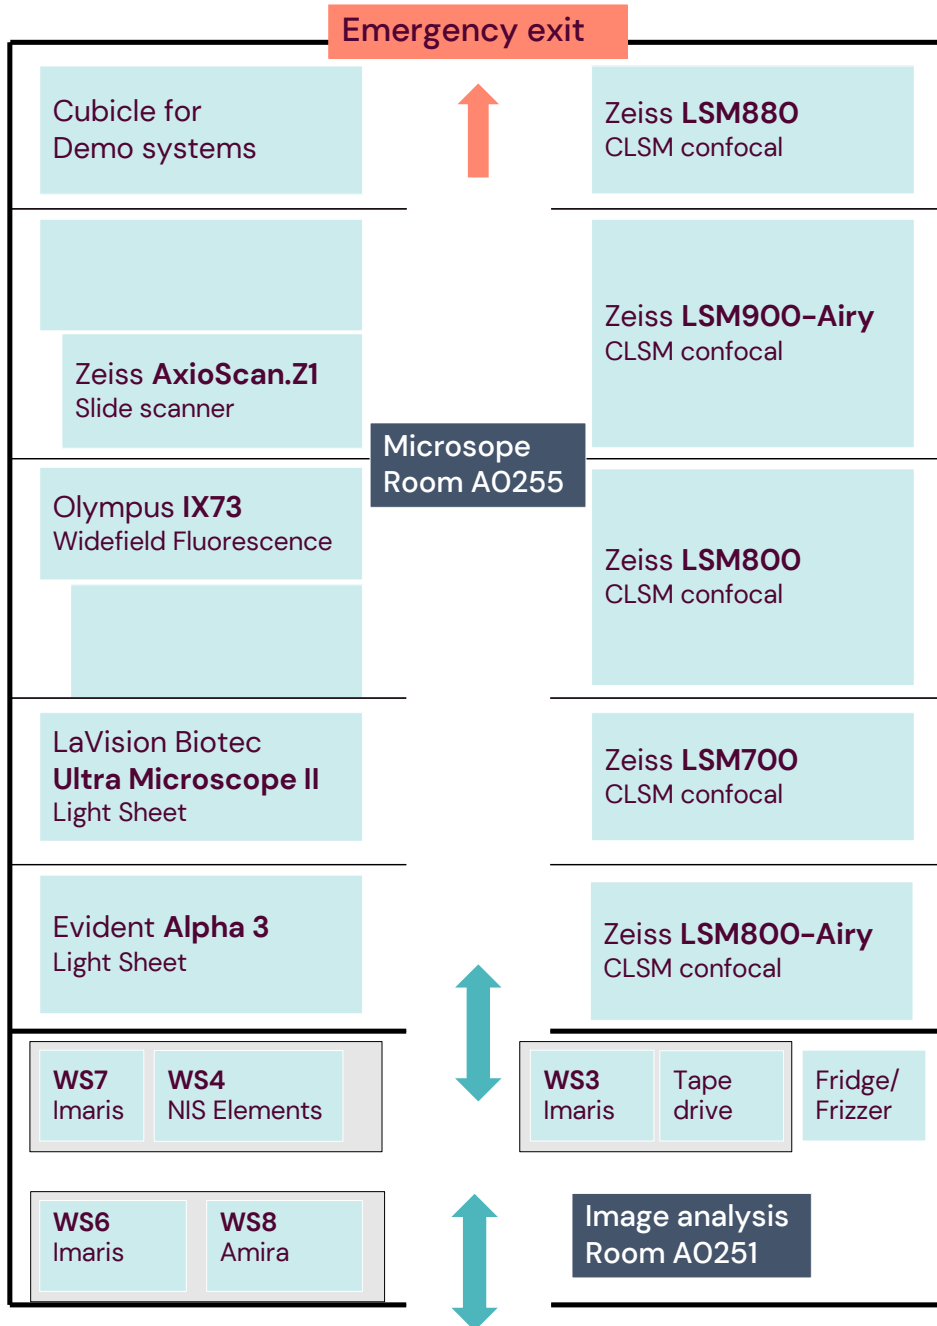 Emergency exit
Cubicle for
Demo systems
Zeiss LSM880
CLSM confocal
Zeiss LSM900-Airy
CLSM confocal
Zeiss AxioScan.Z1
Slide scanner
Microsope
Room A0255
Olympus IX73
Widefield Fluorescence
Zeiss LSM800
CLSM confocal
LaVision Biotec
Ultra Microscope II
Light Sheet
Zeiss LSM700
CLSM confocal
Evident Alpha 3
Light Sheet
Zeiss LSM800-Airy
CLSM confocal
WS7
Imaris
WS4
NIS Elements
WS3
Imaris
Tape
drive
Fridge/
Frizzer
WS6
Imaris
WS8
Amira
Image analysis
Room A0251